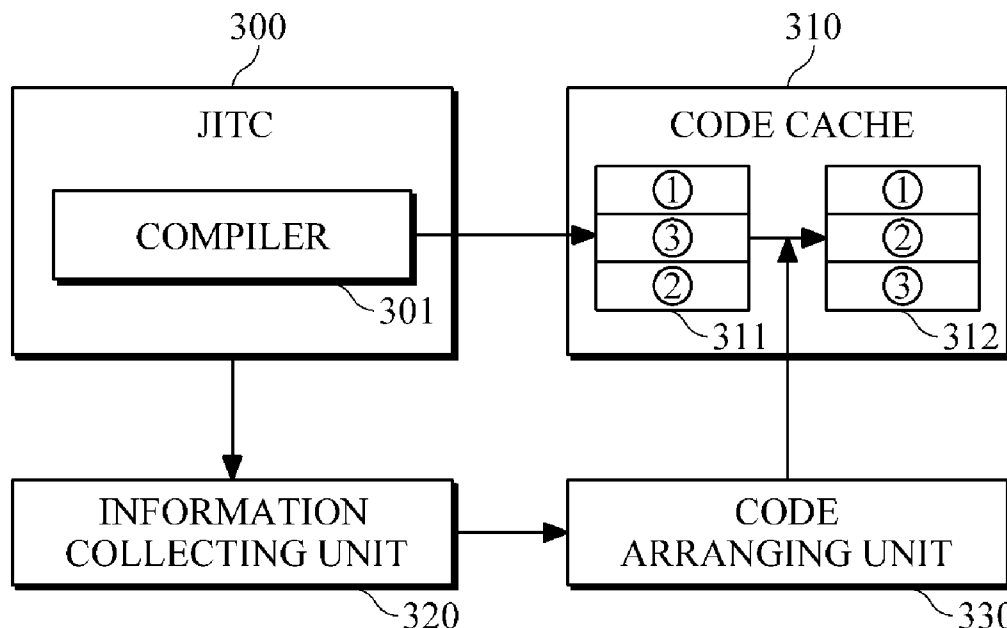 300
310
JITC
CODE CACHE
COMPILER
301
①
③
②
311
①
②
③
312
INFORMATION
COLLECTING UNIT
320
CODE
ARRANGING UNIT
330